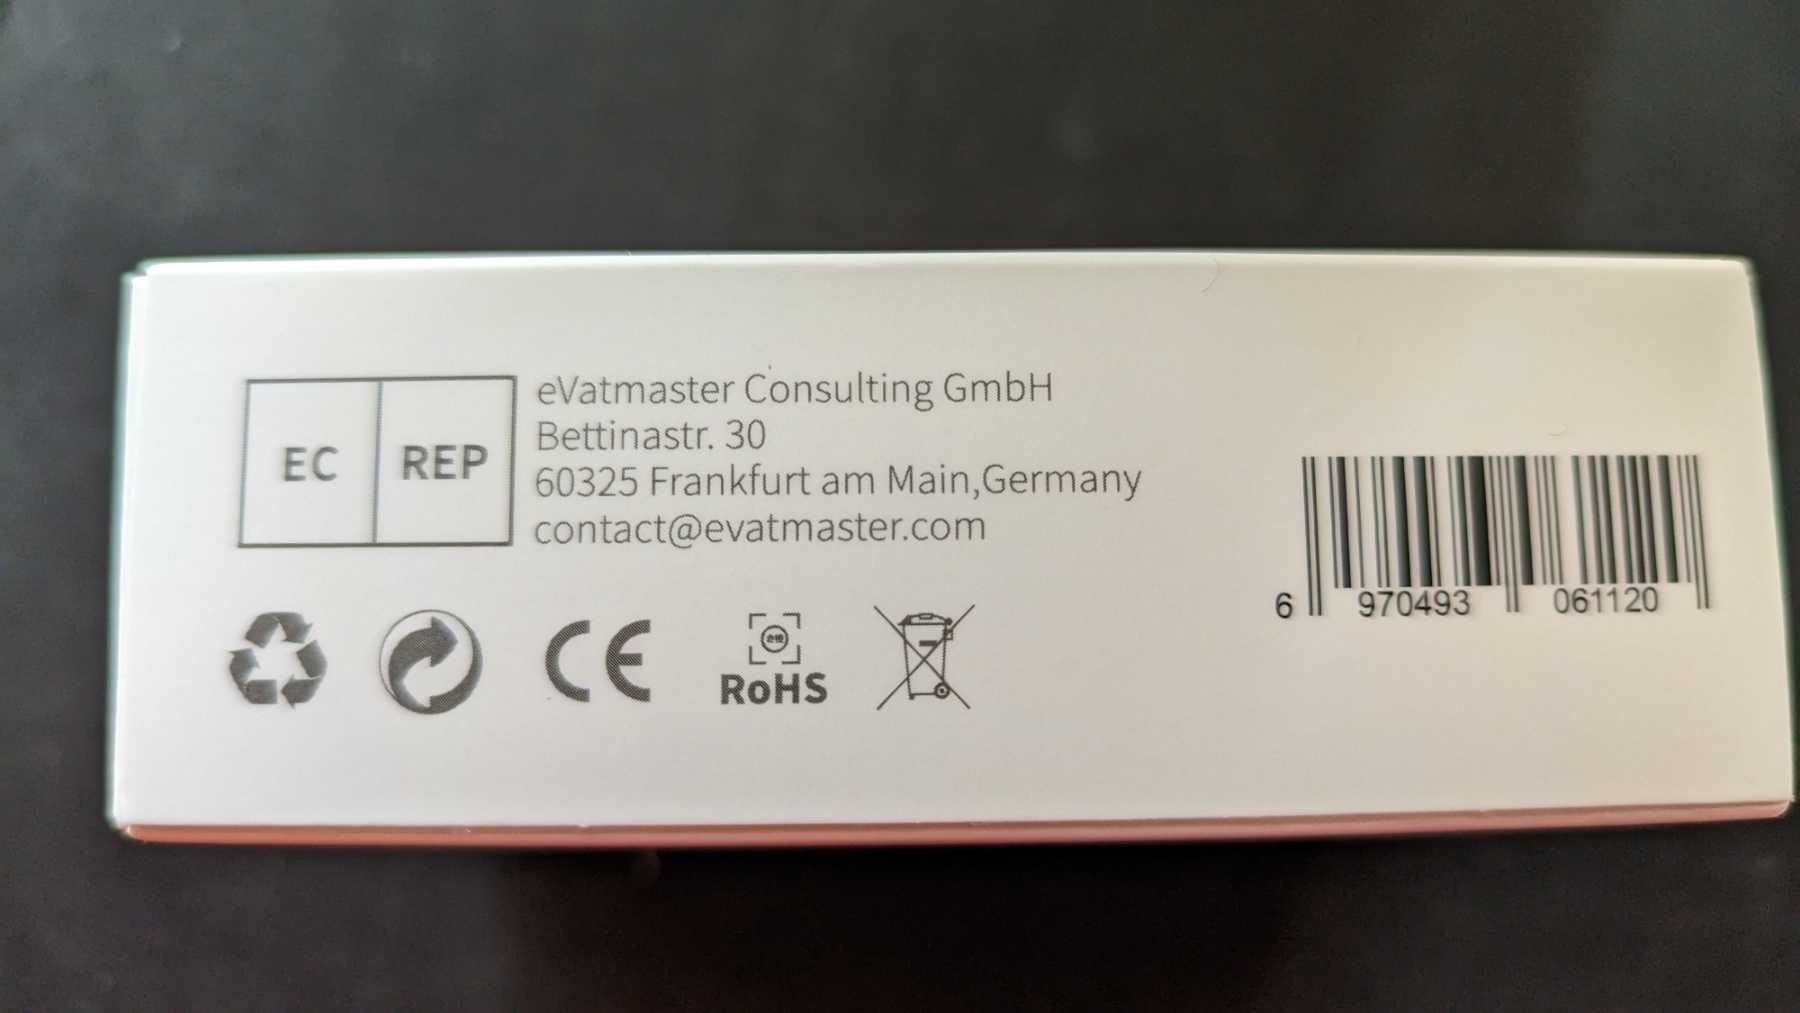 EC REP
eVatmaster Consulting GmbH
Bettinastr. 30
60325 Frankfurt am Main,Germany
contact@evatmaster.com
CE
RoHS
6 970493 061120